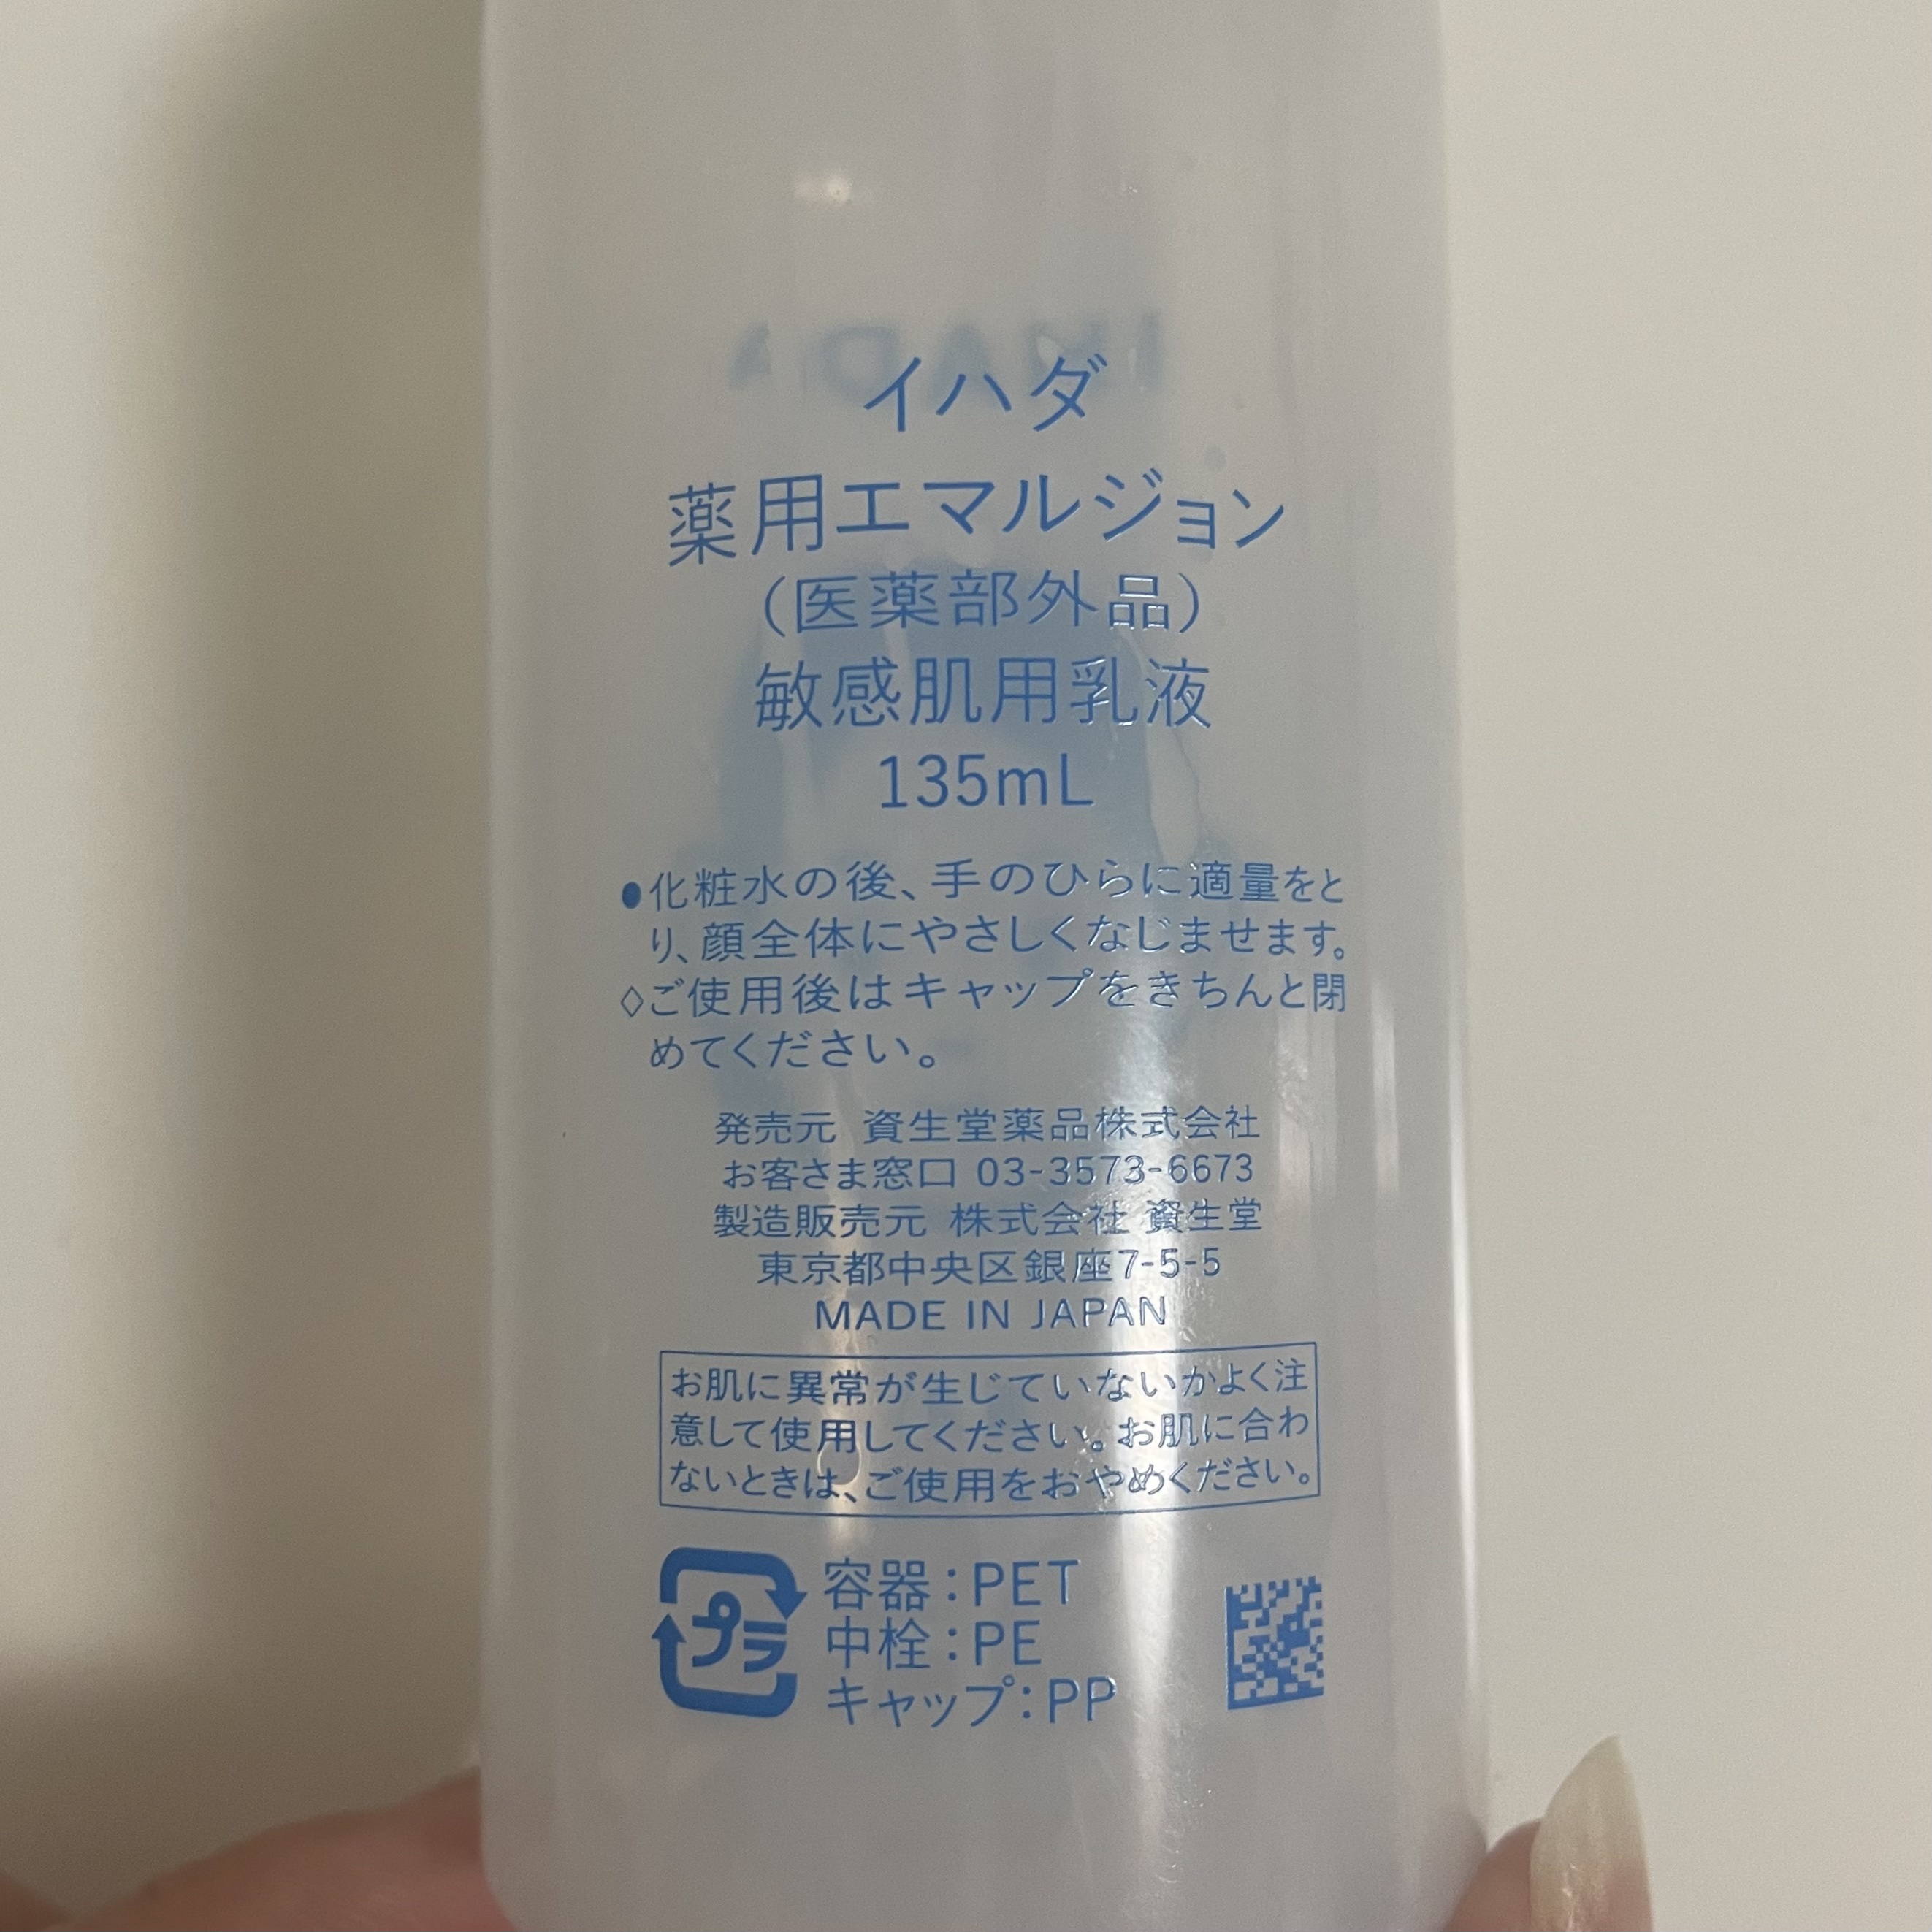 イハダ
薬用エマルジョン
(医薬部外品)
敏感肌用乳液
135mL
●化粧水の後、手のひらに適量をと
り、顔全体にやさしくなじませます。
◇ご使用後はキャップをきちんと閉
めてください。
発売元 資生堂薬品株式会社
お客さま窓口 03-3573-6673
製造販売元 株式会社 資生堂
東京都中央区銀座7-5-5
MADE IN JAPAN
お肌に異常が生じていないかよく注
意して使用してください。お肌に合わ
ないときは、ご使用をおやめください。
プラ
容器:PET
中栓:PE
キャップ:PP